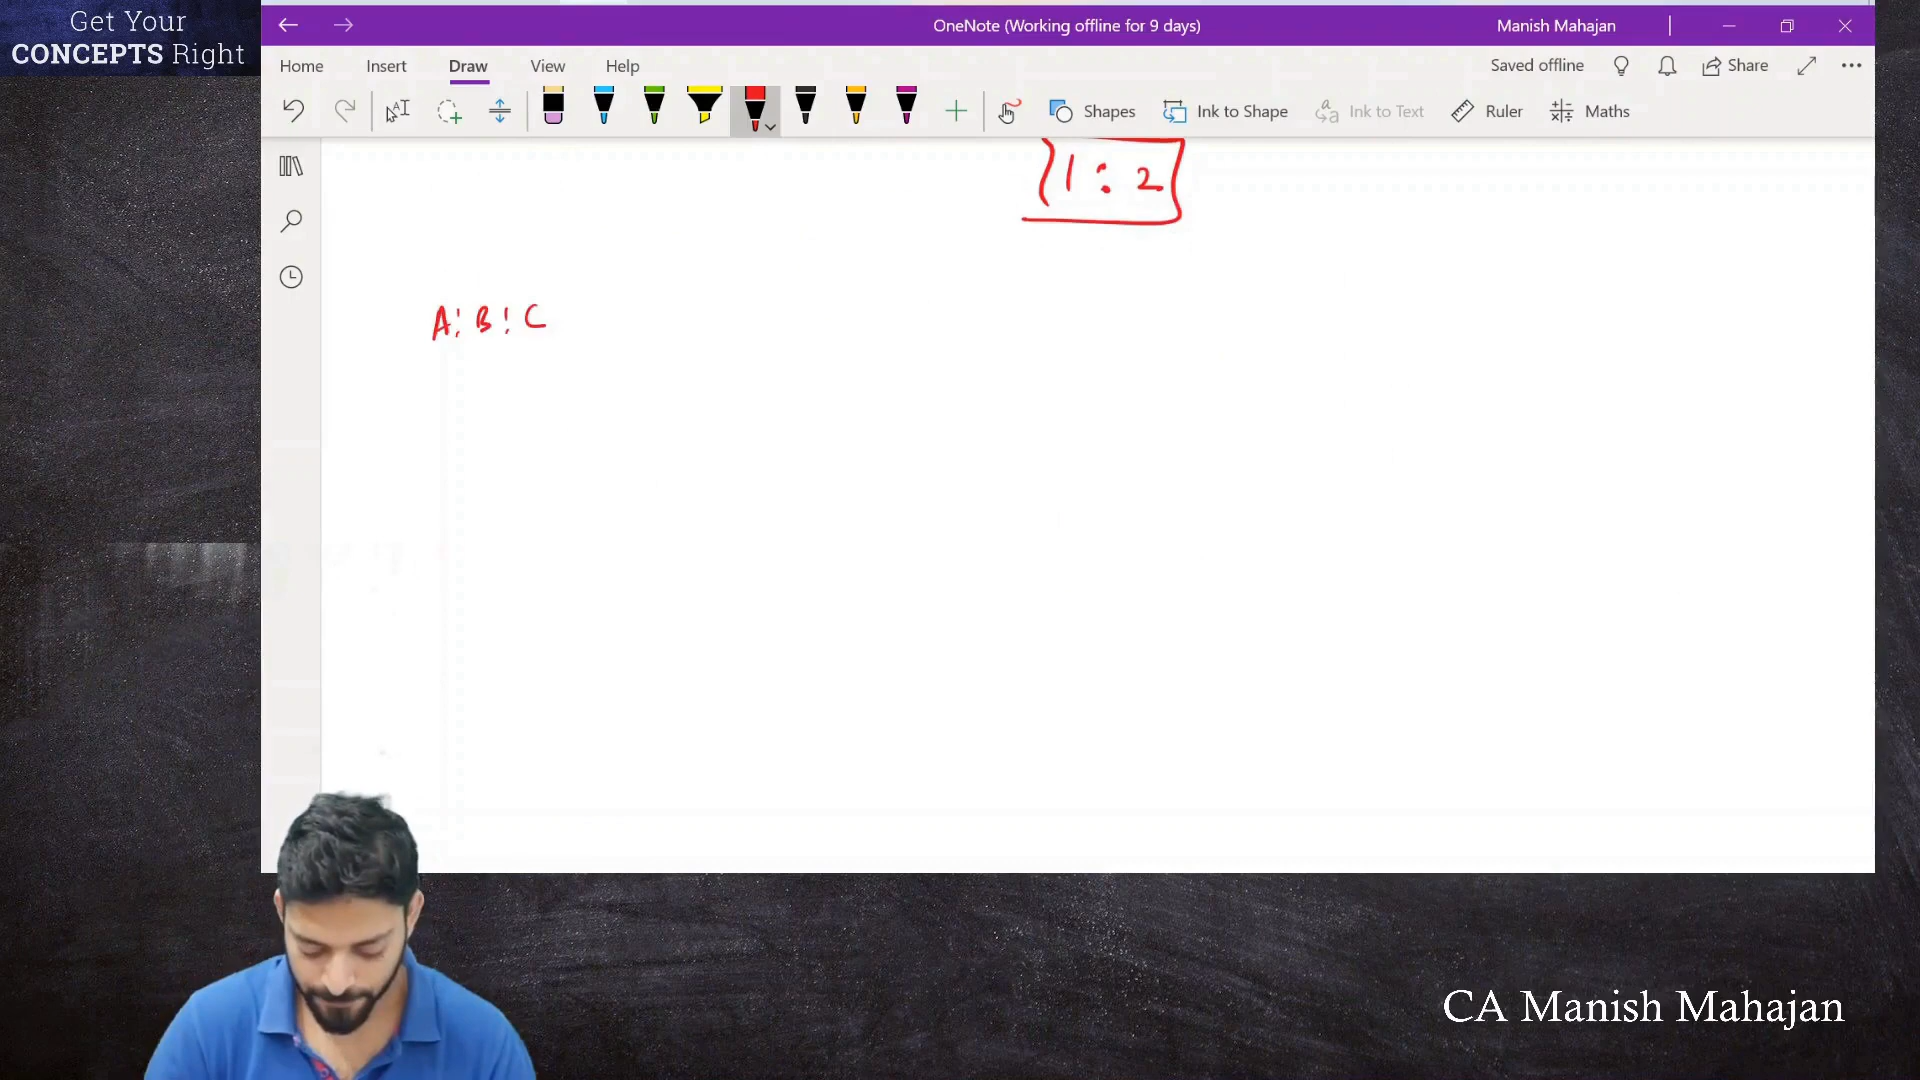 Get Your
CONCEPTS Right
OneNote (Working offline for 9 days)
Manish Mahajan
Home Insert Draw View Help
Saved offline
Share
Shapes
Ink to Shape
Ink to Text
Ruler
Maths
1 : 2
A : B : C
CA Manish Mahajan